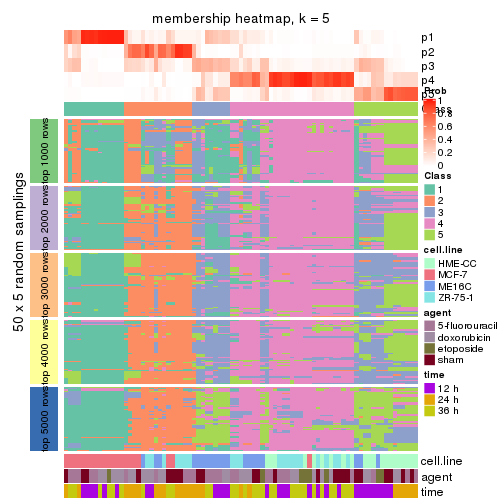 membership heatmap, k = 5
p1
p2
p3
p4
p5
Prob
1
0.8
0.6
0.4
0.2
0
Class
Class
1
2
3
4
5
cell.line
HME-CC
MCF-7
ME16C
ZR-75-1
agent
5-fluorouracil
doxorubicin
etoposide
sham
time
12 h
24 h
36 h
50 x 5 random samplings
top 1000 rows
top 2000 rows
top 3000 rows
top 4000 rows
top 5000 rows
cell.line
agent
time